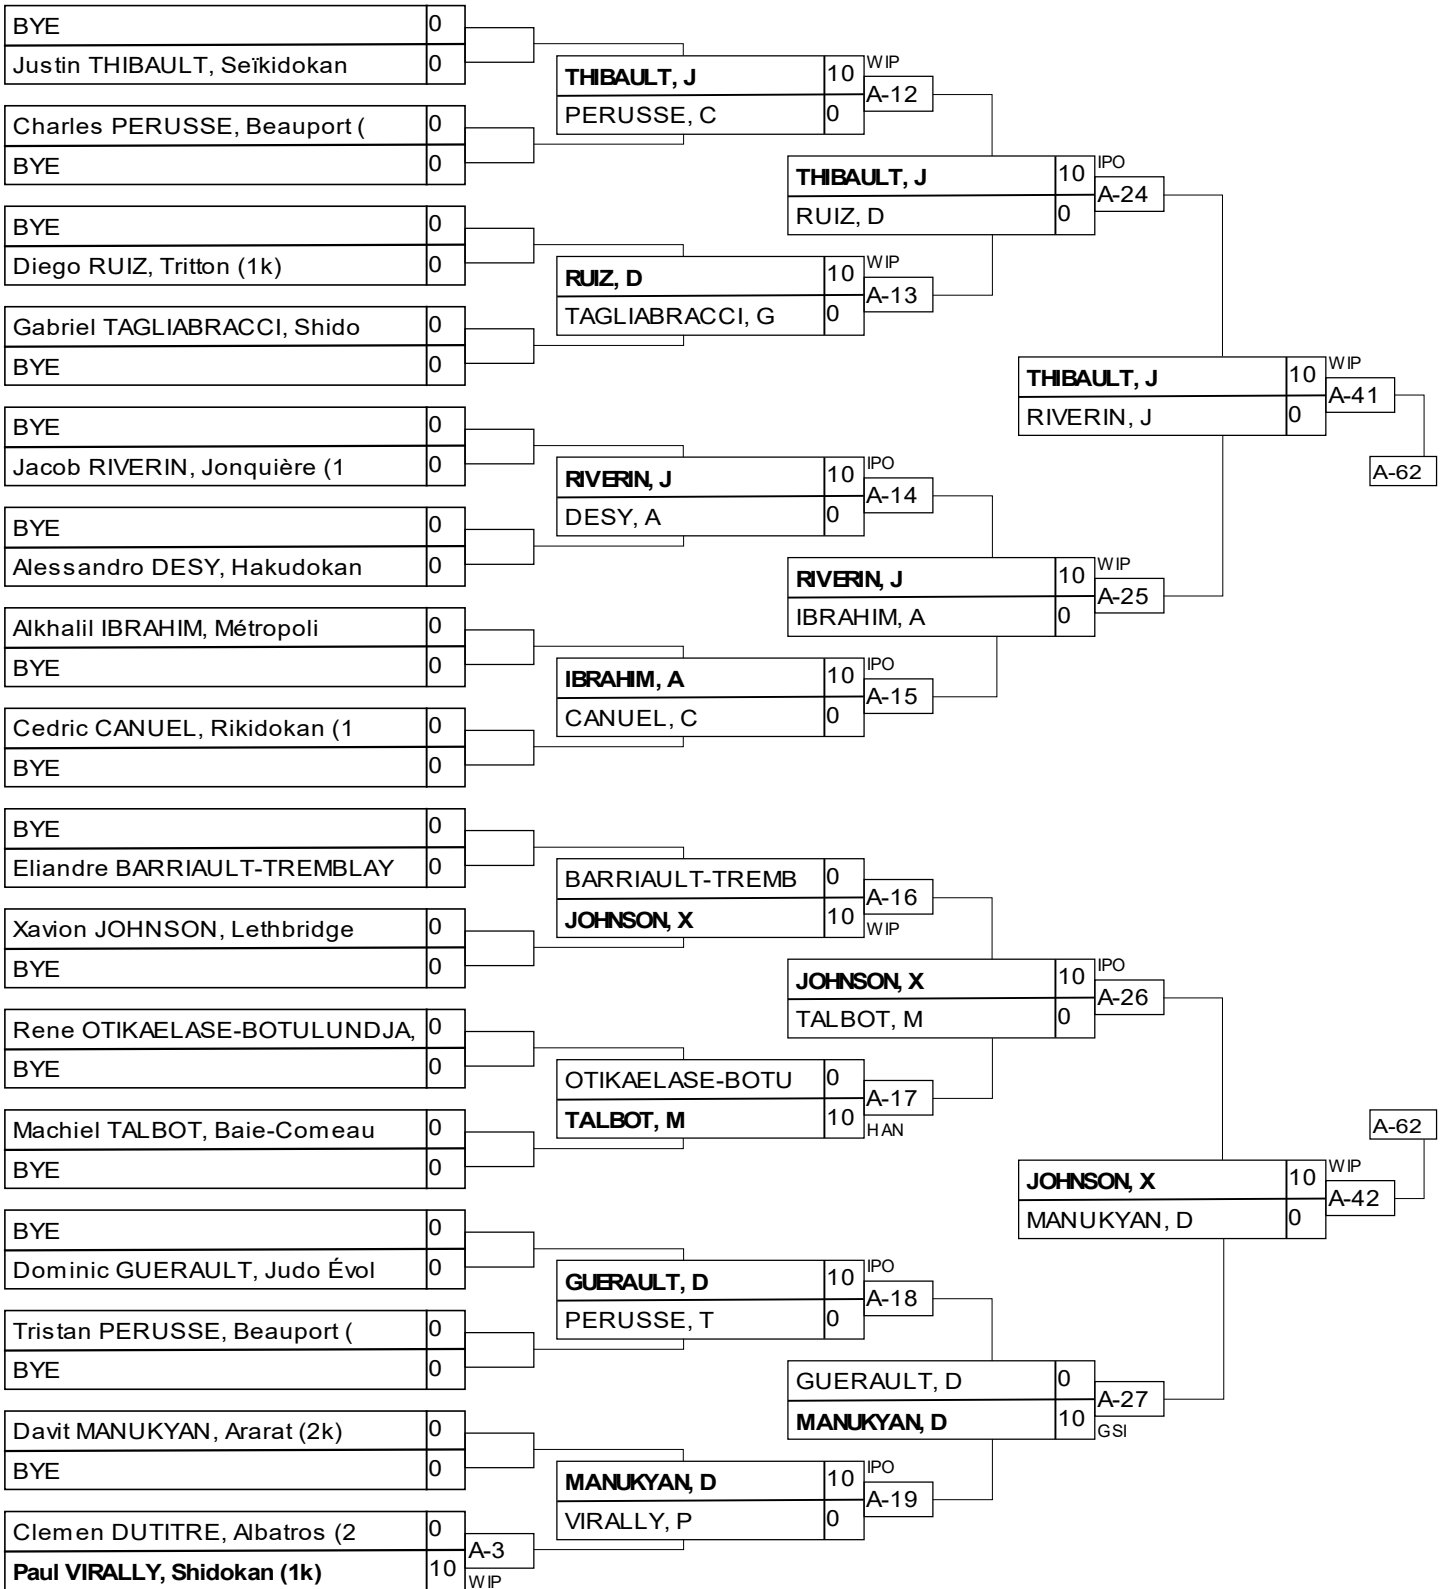 BYE 0
Justin THIBAULT, Seïkidokan 0
Charles PERUSSE, Beauport ( 0
BYE 0
BYE 0
Diego RUIZ, Tritton (1k) 0
Gabriel TAGLIABRACCI, Shido 0
BYE 0
BYE 0
Jacob RIVERIN, Jonquière (1 0
BYE 0
Alessandro DESY, Hakudokan 0
Alkhalil IBRAHIM, Métropoli 0
BYE 0
Cedric CANUEL, Rikidokan (1 0
BYE 0
BYE 0
Eliandre BARRIAULT-TREMBLAY 0
Xavion JOHNSON, Lethbridge 0
BYE 0
Rene OTIKAELASE-BOTULUNDJA, 0
BYE 0
Machiel TALBOT, Baie-Comeau 0
BYE 0
BYE 0
Dominic GUERAULT, Judo Évol 0
Tristan PERUSSE, Beauport ( 0
BYE 0
Davit MANUKYAN, Ararat (2k) 0
BYE 0
Clemen DUTITRE, Albatros (2 0
A-3
Paul VIRALLY, Shidokan (1k) 10
WIP
THIBAULT, J 10 WIP
A-12
PERUSSE, C 0
RUIZ, D 10 WIP
A-13
TAGLIABRACCI, G 0
RIVERIN, J 10 IPO
A-14
DESY, A 0
IBRAHIM, A 10 IPO
A-15
CANUEL, C 0
BARRIAULT-TREMB 0
A-16
JOHNSON, X 10 WIP
OTIKAELASE-BOTU 0
A-17
TALBOT, M 10 HAN
GUERAULT, D 10 IPO
A-18
PERUSSE, T 0
MANUKYAN, D 10 IPO
A-19
VIRALLY, P 0
THIBAULT, J 10 IPO
A-24
RUIZ, D 0
RIVERIN, J 10 WIP
A-25
IBRAHIM, A 0
JOHNSON, X 10 IPO
A-26
TALBOT, M 0
GUERAULT, D 0
A-27
MANUKYAN, D 10 GSI
THIBAULT, J 10 WIP
A-41
RIVERIN, J 0
A-62
A-62
JOHNSON, X 10 WIP
A-42
MANUKYAN, D 0